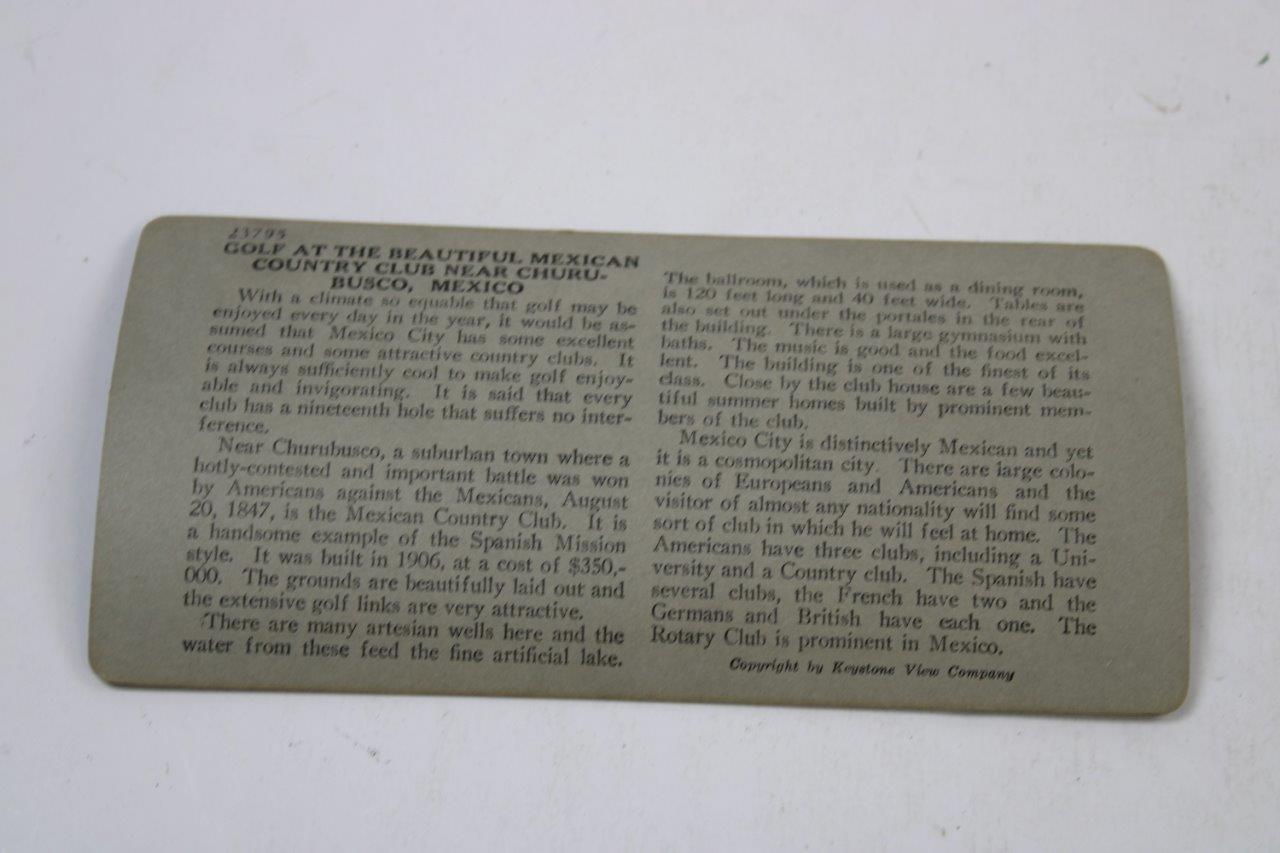 23795
GOLF AT THE BEAUTIFUL MEXICAN
COUNTRY CLUB NEAR CHURU-
BUSCO, MEXICO
With a climate so equable that golf may be
enjoyed every day in the year, it would be as-
sumed that Mexico City has some excellent
courses and some attractive country clubs. It
is always sufficiently cool to make golf enjoy-
able and invigorating. It is said that every
club has a nineteenth hole that suffers no inter-
ference.
Near Churubusco, a suburban town where a
hotly-contested and important battle was won
by Americans against the Mexicans, August
20, 1847, is the Mexican Country Club. It is
a handsome example of the Spanish Mission
style. It was built in 1906, at a cost of $350,-
000. The grounds are beautifully laid out and
the extensive golf links are very attractive.
There are many artesian wells here and the
water from these feed the fine artificial lake.
The ballroom, which is used as a dining room,
is 120 feet long and 40 feet wide. Tables are
also set out under the portales in the rear of
the building. There is a large gymnasium with
baths. The music is good and the food excel-
lent. The building is one of the finest of its
class. Close by the club house are a few beau-
tiful summer homes built by prominent mem-
bers of the club.
Mexico City is distinctively Mexican and yet
it is a cosmopolitan city. There are large colo-
nies of Europeans and Americans and the
visitor of almost any nationality will find some
sort of club in which he will feel at home. The
Americans have three clubs, including a Uni-
versity and a Country club. The Spanish have
several clubs, the French have two and the
Germans and British have each one. The
Rotary Club is prominent in Mexico.
Copyright by Keystone View Company